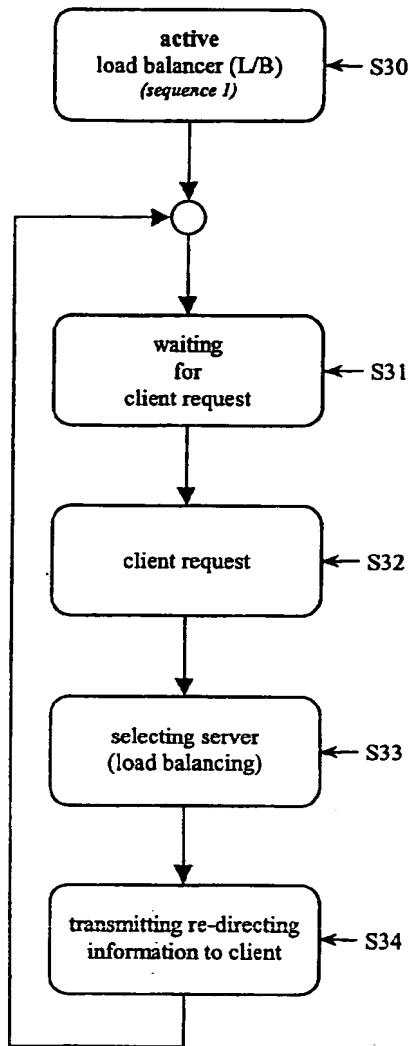 active
load balancer (L/B)
(sequence 1)
S30
waiting
for
client request
S31
client request
S32
selecting server
(load balancing)
S33
transmitting re-directing
information to client
S34